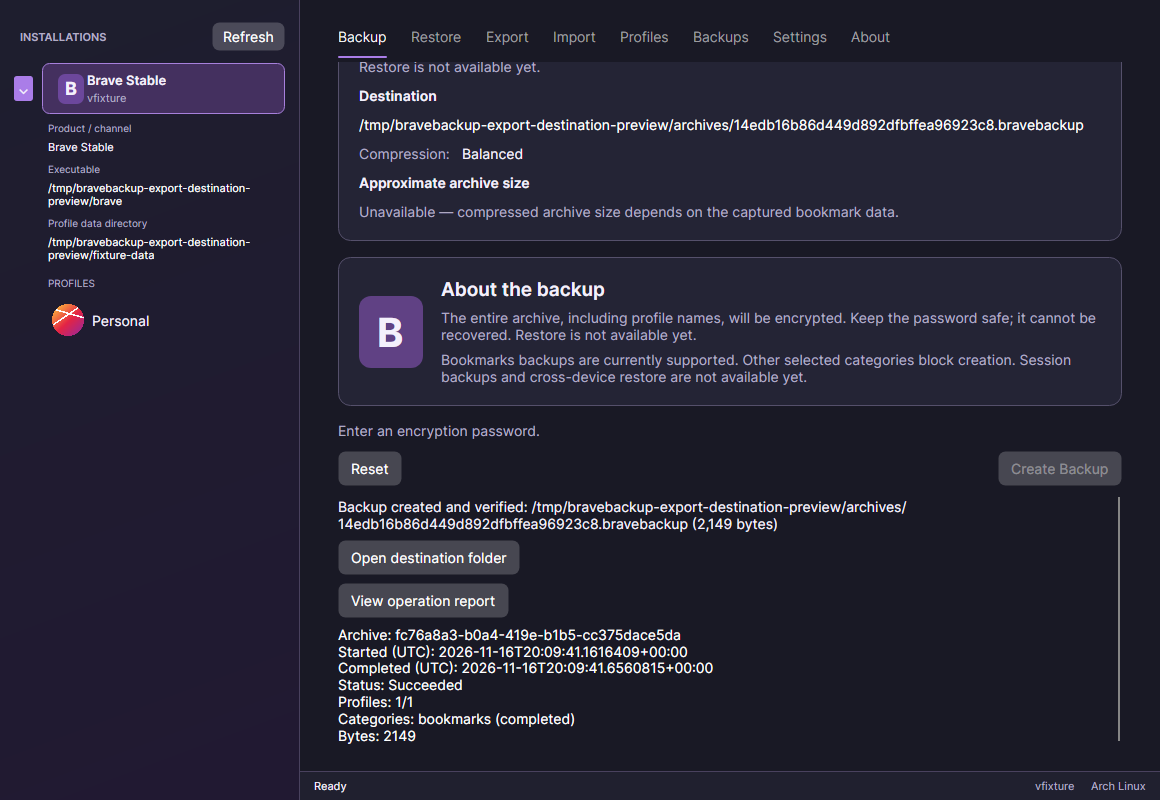 INSTALLATIONS
Refresh
B
Brave Stable
vfixture
Product / channel
Brave Stable
Executable
/tmp/bravebackup-export-destination-
preview/brave
Profile data directory
/tmp/bravebackup-export-destination-
preview/fixture-data
PROFILES
Personal
Backup
Restore
Export
Import
Profiles
Backups
Settings
About
Restore is not available yet.
Destination
/tmp/bravebackup-export-destination-preview/archives/14edb16b86d449d892dfbffea96923c8.bravebackup
Compression: Balanced
Approximate archive size
Unavailable — compressed archive size depends on the captured bookmark data.
B
About the backup
The entire archive, including profile names, will be encrypted. Keep the password safe; it cannot be
recovered. Restore is not available yet.
Bookmarks backups are currently supported. Other selected categories block creation. Session
backups and cross-device restore are not available yet.
Enter an encryption password.
Reset
Create Backup
Backup created and verified: /tmp/bravebackup-export-destination-preview/archives/
14edb16b86d449d892dfbffea96923c8.bravebackup (2,149 bytes)
Open destination folder
View operation report
Archive: fc76a8a3-b0a4-419e-b1b5-cc375dace5da
Started (UTC): 2026-11-16T20:09:41.1616409+00:00
Completed (UTC): 2026-11-16T20:09:41.6560815+00:00
Status: Succeeded
Profiles: 1/1
Categories: bookmarks (completed)
Bytes: 2149
Ready
vfixture
Arch Linux